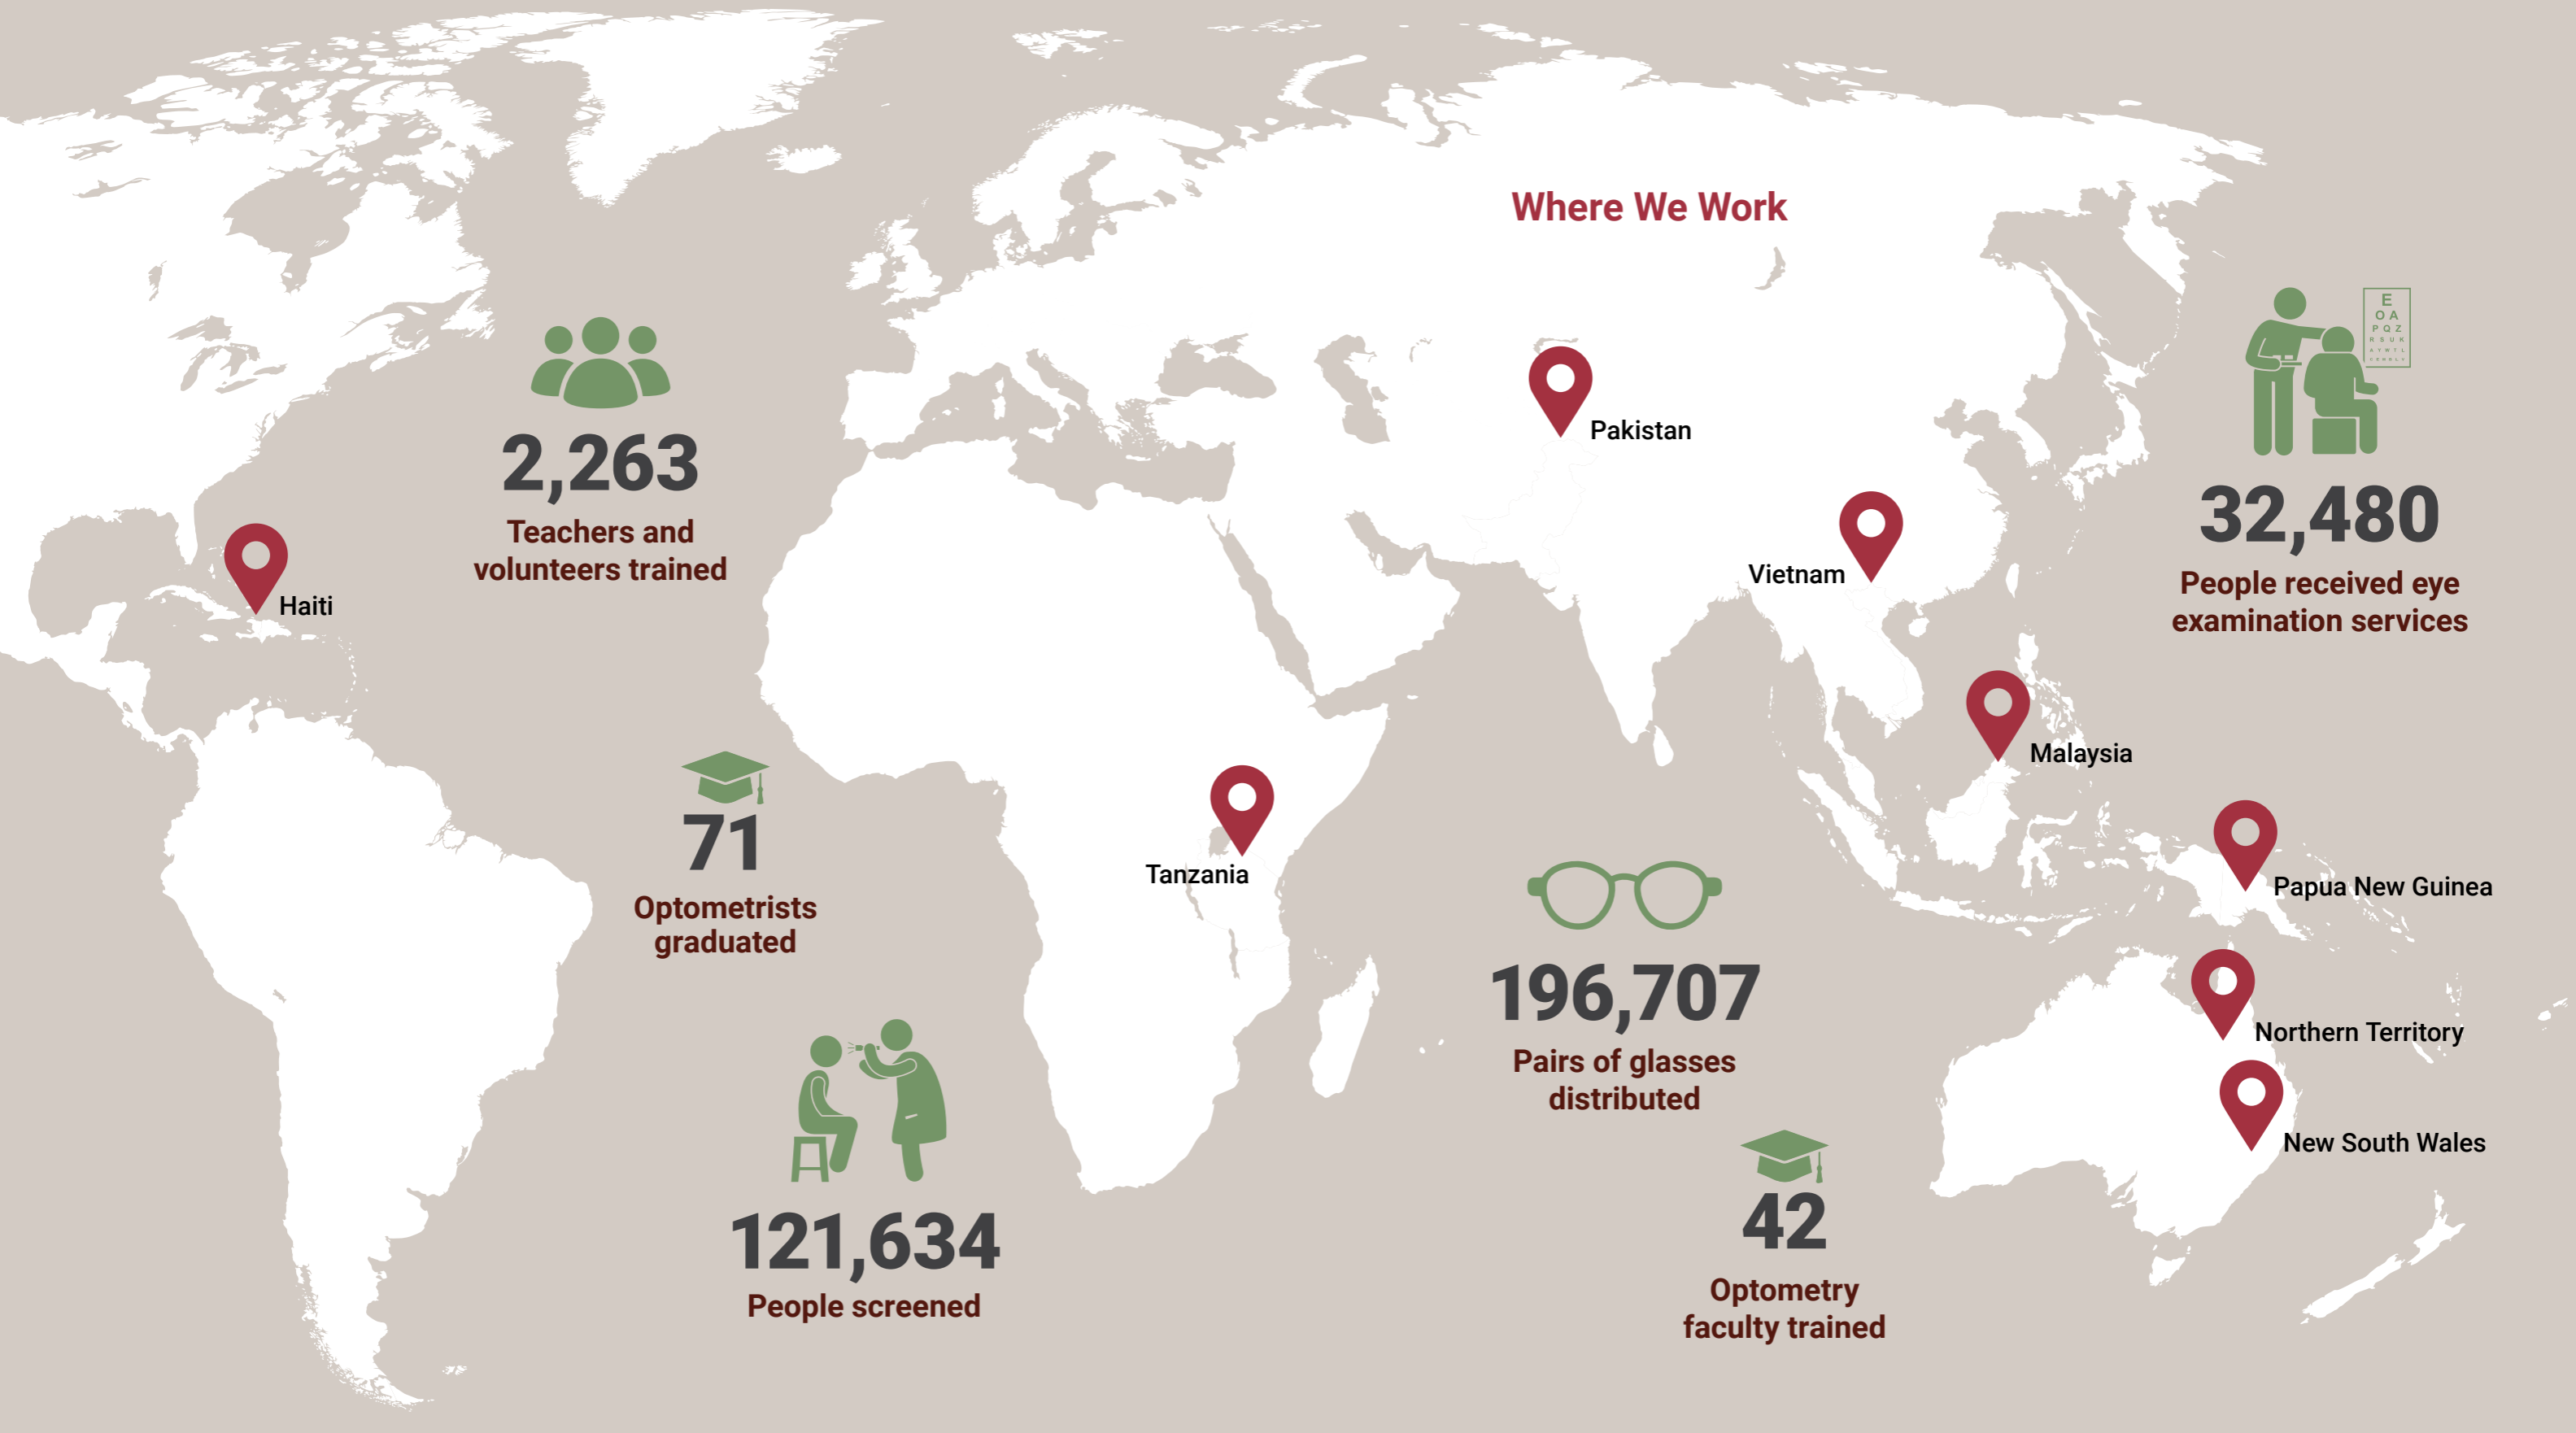 Where We Work
2,263
Teachers and
volunteers trained
Haiti
Pakistan
Vietnam
E
O A
P Q Z
R S U K
32,480
People received eye
examination services
Malaysia
71
Optometrists
graduated
Tanzania
Papua New Guinea
196,707
Pairs of glasses
distributed
Northern Territory
New South Wales
121,634
People screened
42
Optometry
faculty trained